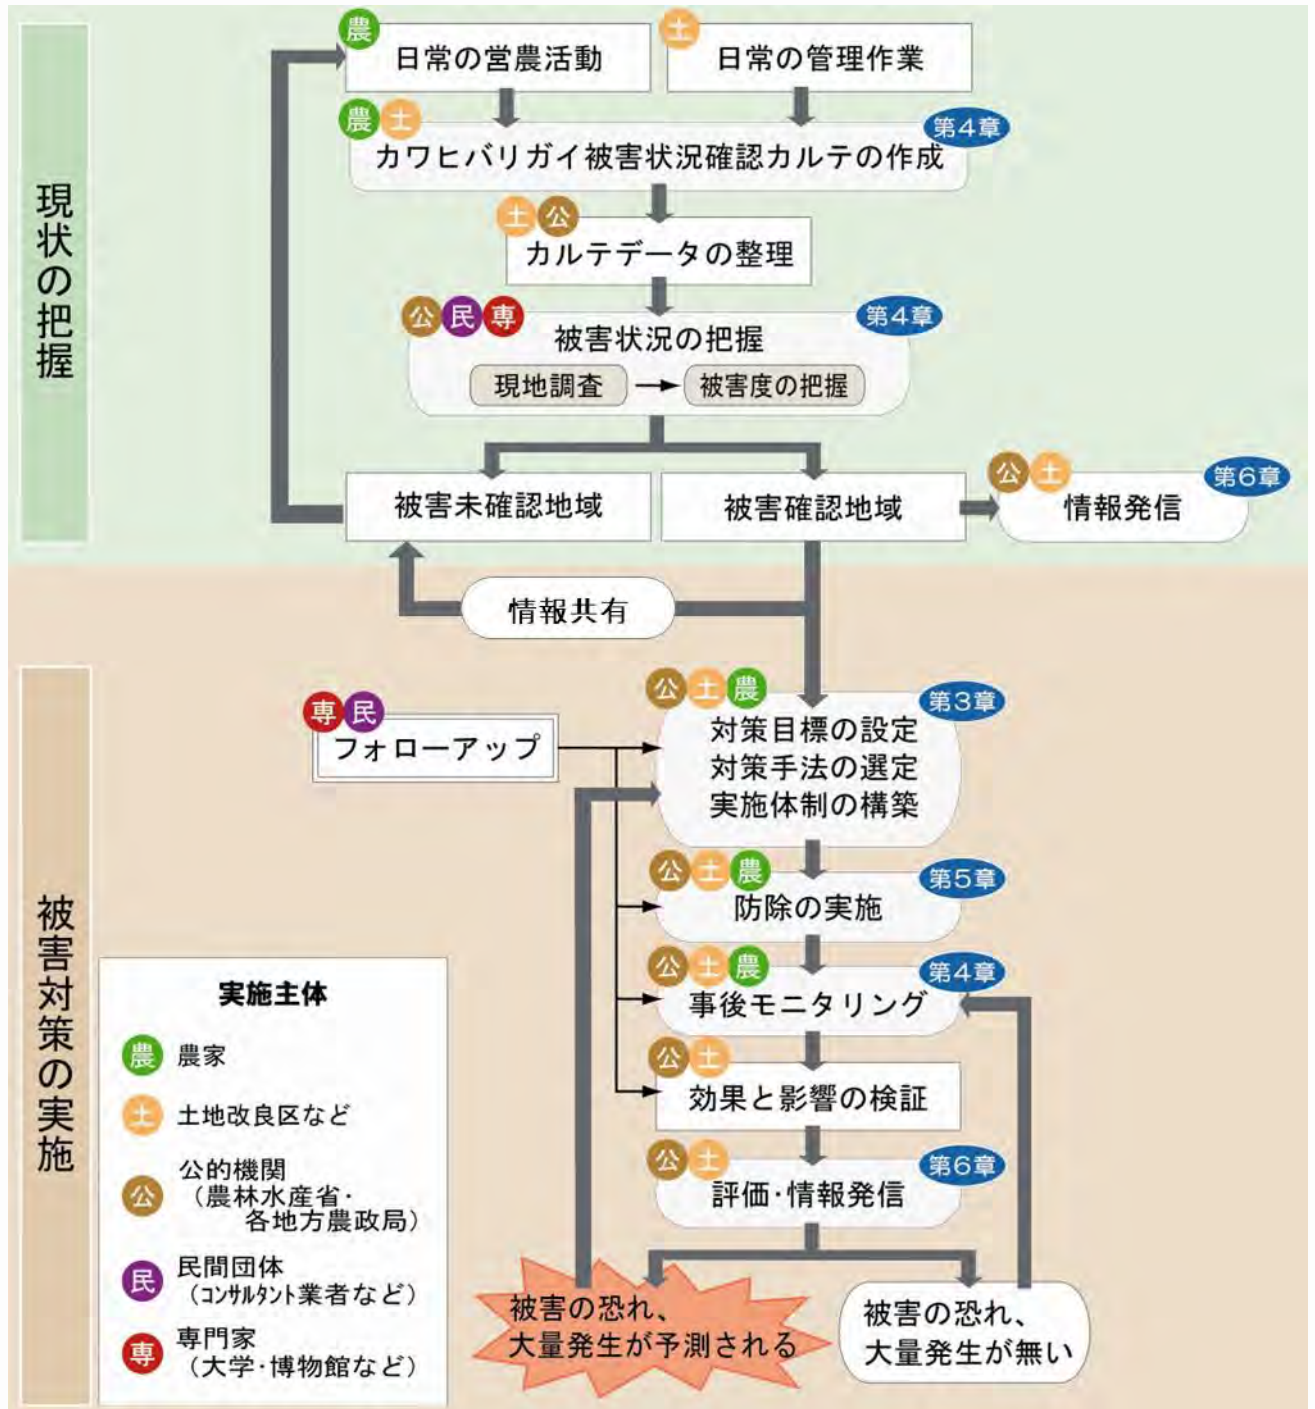 現状の把握
農
日常の営農活動
土
日常の管理作業
農 土
第4章
カワヒバリガイ被害状況確認カルテの作成
土 公
カルテデータの整理
公 民 専
第4章
被害状況の把握
現地調査
被害度の把握
被害未確認地域
被害確認地域
公 土
第6章
情報発信
情報共有
被害対策の実施
専 民
フォローアップ
公 土 農
第3章
対策目標の設定
対策手法の選定
実施体制の構築
公 土 農
第5章
防除の実施
公 土 農
第4章
事後モニタリング
公 土
効果と影響の検証
公 土
第6章
評価・情報発信
被害の恐れ、
大量発生が予測される
被害の恐れ、
大量発生が無い
実施主体
農 農家
土 土地改良区など
公 公的機関
（農林水産省・
各地方農政局）
民 民間団体
（コンサルタント業者など）
専 専門家
（大学・博物館など）